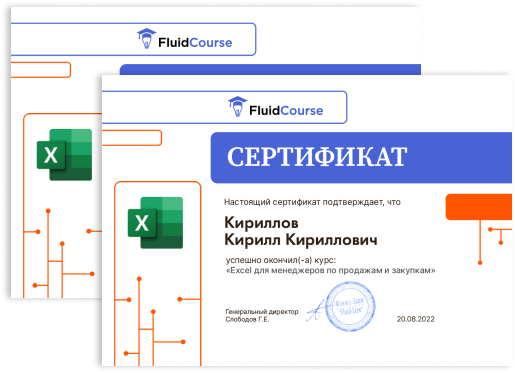 FluidCourse
X
FluidCourse
СЕРТИФИКАТ
Настоящий сертификат подтверждает, что
Кириллов
Кирилл Кириллович
X
успешно окончил(-а) курс:
«Excel для менеджеров по продажам и закупкам»
Генеральный директор
Слободов Г.Е.
20.08.2022